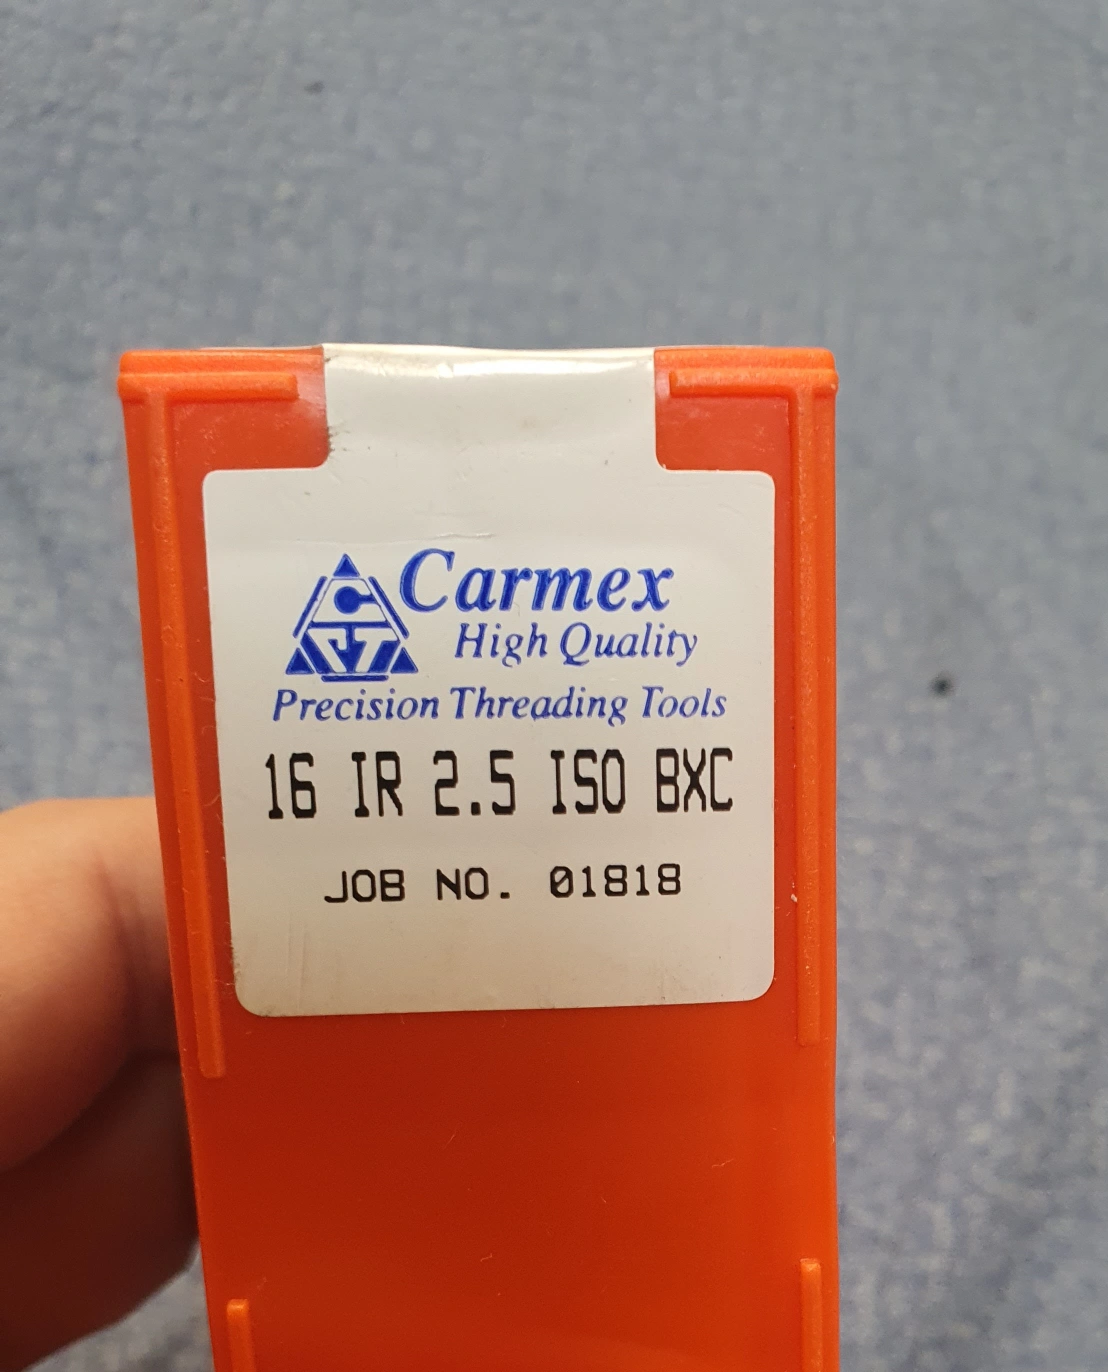 Carmex
High Quality
Precision Threading Tools
16 IR 2.5 ISO BXC
JOB NO. 01818